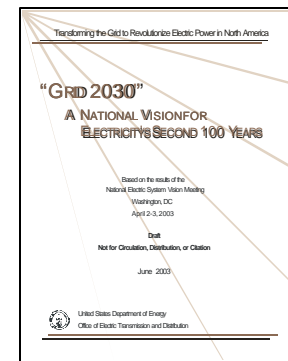 Transforming the Grid to Revolutionize Electric Power in North America
“GRID 2030”
A NATIONAL VISION FOR
ELECTRICITY'S SECOND 100 YEARS
Based on the results of the
National Electric System Vision Meeting
Washington, DC
April 2-3, 2003
Draft
Not for Circulation, Distribution, or Citation
June 2003
United States Department of Energy
Office of Electric Transmission and Distribution